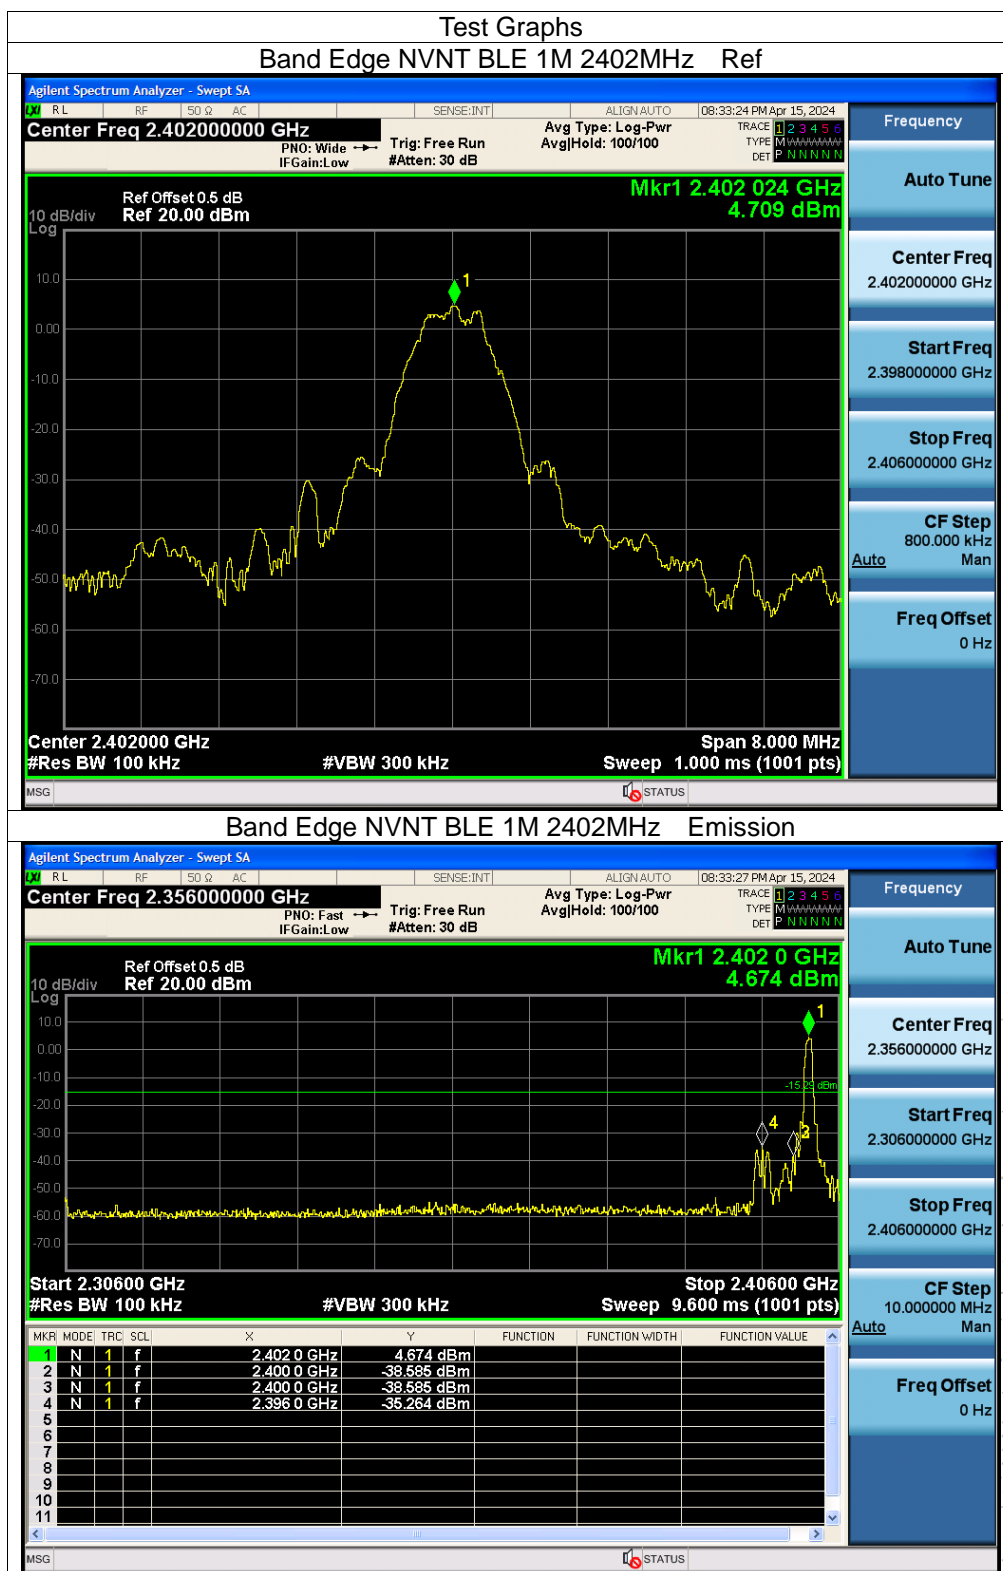 Test Graphs
Band Edge NVNT BLE 1M 2402MHz Ref
Agilent Spectrum Analyzer - Swept SA
LXI RL RF 50 Ω AC SENSE:INT ALIGN AUTO 08:33:24 PM Apr 15, 2024
Center Freq 2.402000000 GHz
PNO: Wide
IFGain:Low
Trig: Free Run
#Atten: 30 dB
Avg Type: Log-Pwr
Avg|Hold: 100/100
TRACE 1 2 3 4 5 6
TYPE M WWWWW
DET P N N N N N
Ref Offset 0.5 dB
Ref 20.00 dBm
10 dB/div
Log
Mkr1 2.402 024 GHz
4.709 dBm
1
10.0
0.00
-10.0
-20.0
-30.0
-40.0
-50.0
-60.0
-70.0
Center 2.402000 GHz
Span 8.000 MHz
#Res BW 100 kHz #VBW 300 kHz Sweep 1.000 ms (1001 pts)
MSG STATUS
Frequency
Auto Tune
Center Freq
2.402000000 GHz
Start Freq
2.398000000 GHz
Stop Freq
2.406000000 GHz
CF Step
800.000 kHz
Auto Man
Freq Offset
0 Hz
Band Edge NVNT BLE 1M 2402MHz Emission
Agilent Spectrum Analyzer - Swept SA
LXI RL RF 50 Ω AC SENSE:INT ALIGN AUTO 08:33:27 PM Apr 15, 2024
Center Freq 2.356000000 GHz
PNO: Fast
IFGain:Low
Trig: Free Run
#Atten: 30 dB
Avg Type: Log-Pwr
Avg|Hold: 100/100
TRACE 1 2 3 4 5 6
TYPE M WWWWW
DET P N N N N N
Ref Offset 0.5 dB
Ref 20.00 dBm
10 dB/div
Log
Mkr1 2.402 0 GHz
4.674 dBm
1
10.0
0.00
-10.0
-15.29 dBm
-20.0
4
-30.0
-40.0
-50.0
-60.0
-70.0
Start 2.30600 GHz
Stop 2.40600 GHz
#Res BW 100 kHz #VBW 300 kHz Sweep 9.600 ms (1001 pts)
MKR MODE TRC SCL X Y FUNCTION FUNCTION WIDTH FUNCTION VALUE
1 N 1 f 2.402 0 GHz 4.674 dBm
2 N 1 f 2.400 0 GHz -38.585 dBm
3 N 1 f 2.400 0 GHz -38.585 dBm
4 N 1 f 2.396 0 GHz -35.264 dBm
5
6
7
8
9
10
11
MSG STATUS
Frequency
Auto Tune
Center Freq
2.356000000 GHz
Start Freq
2.306000000 GHz
Stop Freq
2.406000000 GHz
CF Step
10.000000 MHz
Auto Man
Freq Offset
0 Hz